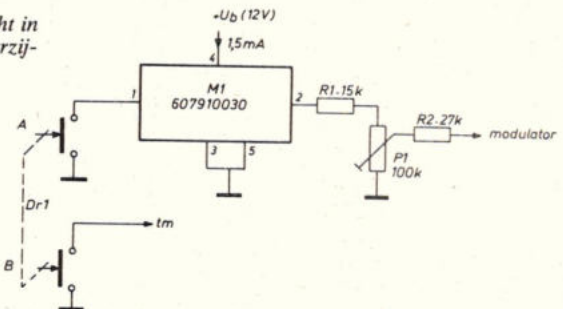 ht in
rzij-
+Ub (12V)
1,5mA
4
M1
607910030
1
2
3
5
R1-15k
P1
100k
R2-27k
modulator
A
Dr1
B
tm